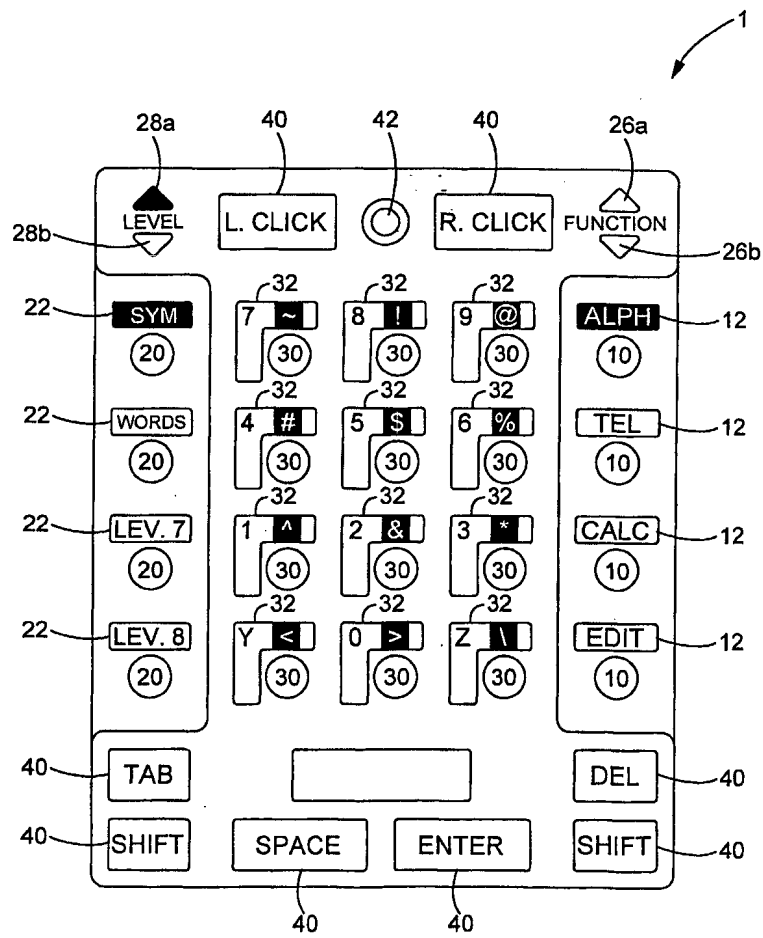 1
28a 40 42 40 26a
LEVEL L. CLICK R. CLICK FUNCTION
28b 26b
32 32 32
22 SYM 7 ~ 8 ! 9 @ ALPH 12
20 30 30 30 10
32 32 32
22 WORDS 4 # 5 $ 6 % TEL 12
20 30 30 30 10
32 32 32
22 LEV. 7 1 ^ 2 & 3 * CALC 12
20 30 30 30 10
32 32 32
22 LEV. 8 Y < 0 > Z \ EDIT 12
20 30 30 30 10
40 TAB DEL 40
40 SHIFT SPACE ENTER SHIFT 40
40 40